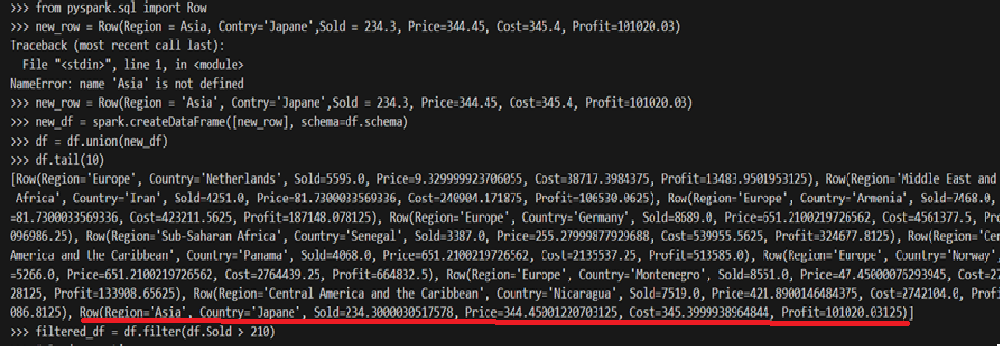 >>> from pyspark.sql import Row
>>> new_row = Row(Region = Asia, Contry='Japane',Sold = 234.3, Price=344.45, Cost=345.4, Profit=101020.03)
Traceback (most recent call last):
  File "<stdin>", line 1, in <module>
NameError: name 'Asia' is not defined
>>> new_row = Row(Region = 'Asia', Contry='Japane',Sold = 234.3, Price=344.45, Cost=345.4, Profit=101020.03)
>>> new_df = spark.createDataFrame([new_row], schema=df.schema)
>>> df = df.union(new_df)
>>> df.tail(10)
[Row(Region='Europe', Country='Netherlands', Sold=5595.0, Price=9.329999923706055, Cost=38717.3984375, Profit=13483.9501953125), Row(Region='Middle East and
 Africa', Country='Iran', Sold=4251.0, Price=81.7300033569336, Cost=240904.171875, Profit=106530.0625), Row(Region='Europe', Country='Armenia', Sold=7468.0,
=81.7300033569336, Cost=423211.5625, Profit=187148.078125), Row(Region='Europe', Country='Germany', Sold=8689.0, Price=651.2100219726562, Cost=4561377.5, P
096986.25), Row(Region='Sub-Saharan Africa', Country='Senegal', Sold=3387.0, Price=255.27999877929688, Cost=539955.5625, Profit=324677.8125), Row(Region='Cen
America and the Caribbean', Country='Panama', Sold=4068.0, Price=651.2100219726562, Cost=2135537.25, Profit=513585.0), Row(Region='Europe', Country='Norway',
=5266.0, Price=651.2100219726562, Cost=2764439.25, Profit=664832.5), Row(Region='Europe', Country='Montenegro', Sold=8551.0, Price=47.45000076293945, Cost=27
28125, Profit=133908.65625), Row(Region='Central America and the Caribbean', Country='Nicaragua', Sold=7519.0, Price=421.8900146484375, Cost=2742104.0, P
086.8125), Row(Region='Asia', Country='Japane', Sold=234.3000030517578, Price=344.45001220703125, Cost=345.3999938964844, Profit=101020.03125)]
>>> filtered_df = df.filter(df.Sold > 210)